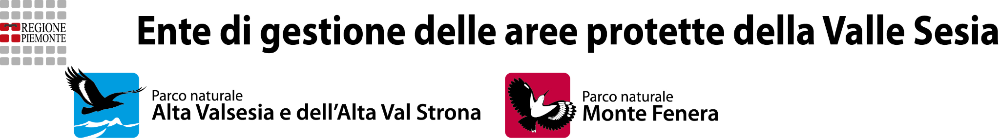 REGIONE
PIEMONTE
Ente di gestione delle aree protette della Valle Sesia
Parco naturale
Alta Valsesia e dell’Alta Val Strona
Parco naturale
Monte Fenera